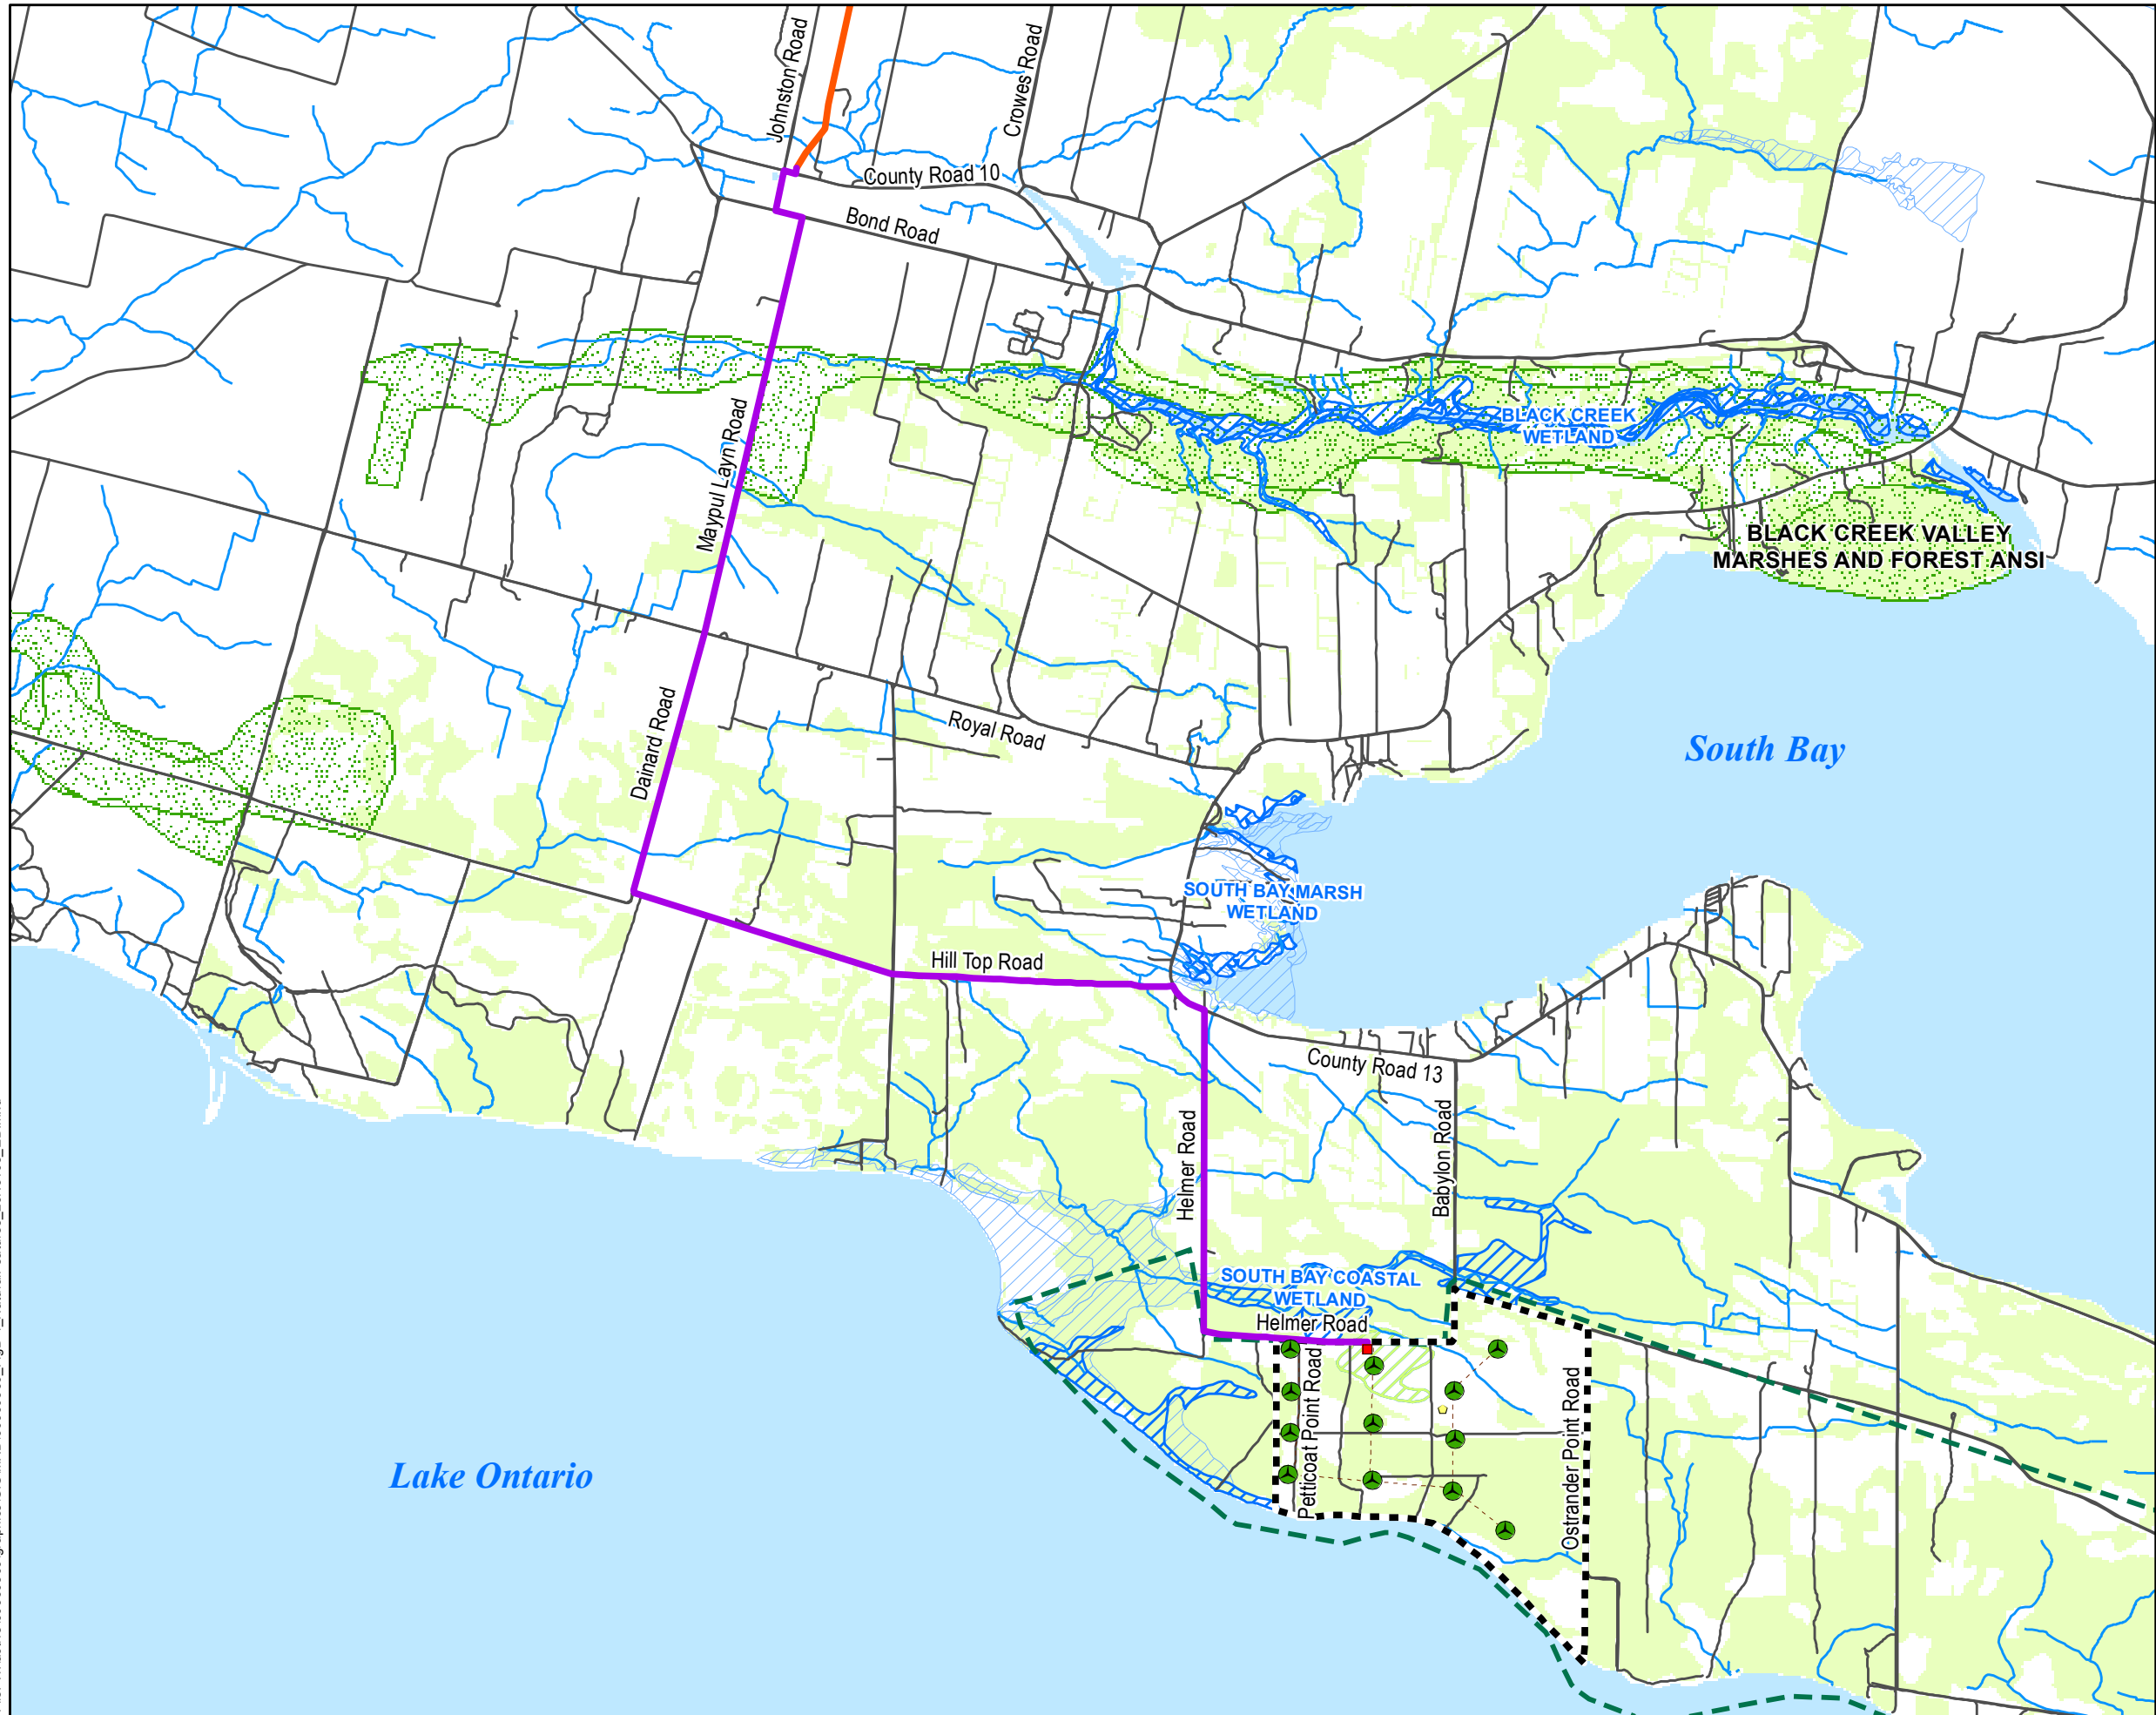 Johnston Road
Crowes Road
County Road 10
Bond Road
Maypul Layn Road
BLACK CREEK
WETLAND
BLACK CREEK VALLEY
MARSHES AND FOREST ANSI
Dainard Road
Royal Road
South Bay
SOUTH BAY MARSH
WETLAND
Hill Top Road
County Road 13
Helmer Road
Babylon Road
SOUTH BAY COASTAL
WETLAND
Helmer Road
Petticoat Point Road
Ostrander Point Road
Lake Ontario